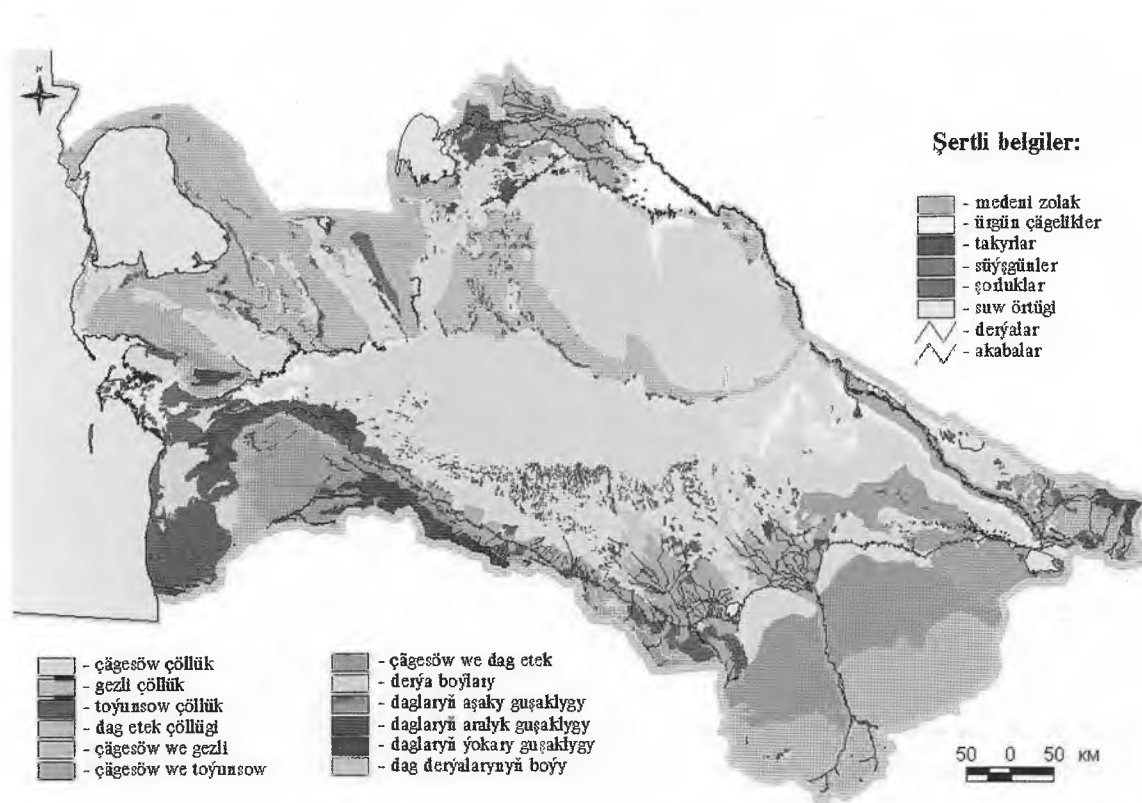 N
Şertli belgiler:
- medeni zolak
- ürgün çägelikler
- takyrlar
- süýşgünler
- şorluklar
- suw örtügi
- derýalar
- akabalar
- çägesöw çöllük
- gezli çöllük
- toýunsow çöllük
- dag etek çöllügi
- çägesöw we gezli
- çägesöw we toýunsow
- çägesöw we dag etek
- derýa boýlary
- daglaryň aşaky guşaklygy
- daglaryň aralyk guşaklygy
- daglaryň ýokary guşaklygy
- dag derýalarynyň boýy
50 0 50 KM